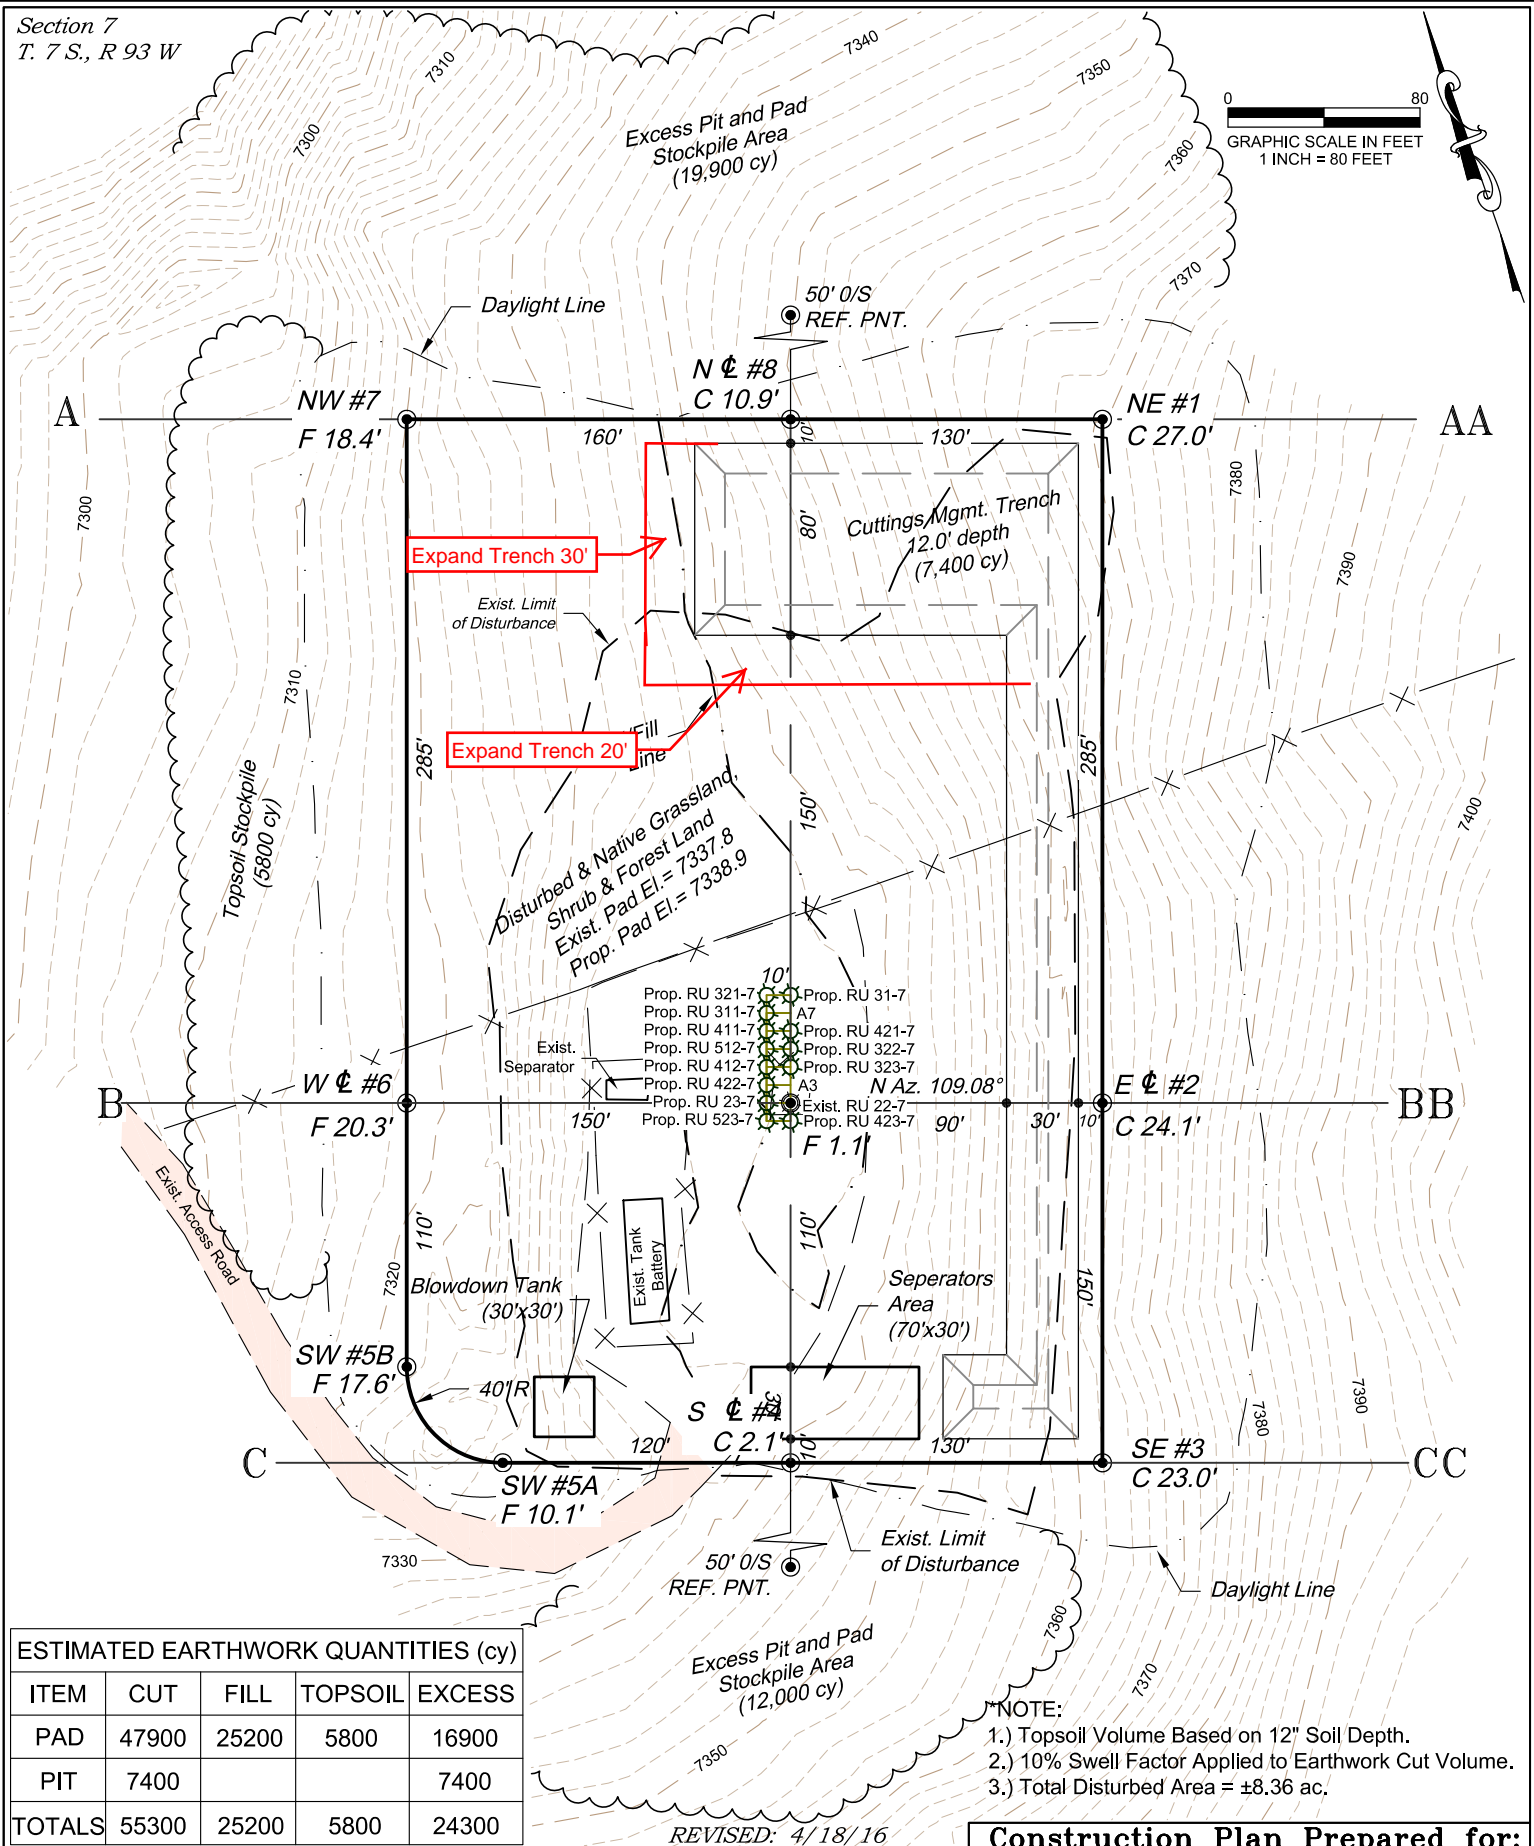 Section 7
T. 7 S., R 93 W
7310
7340
7350
7300
7360
7370
Excess Pit and Pad
Stockpile Area
(19,900 cy)
0 80
GRAPHIC SCALE IN FEET
1 INCH = 80 FEET
Daylight Line
50' 0/S
REF. PNT.
N ℄ #8
C 10.9'
NW #7
F 18.4'
NE #1
C 27.0'
A
AA
160'
10'
130'
7300
7380
7390
80'
Cuttings Mgmt. Trench
12.0' depth
(7,400 cy)
Expand Trench 30'
Exist. Limit
of Disturbance
7310
Expand Trench 20'
Fill
Line
285'
285'
150'
7400
Topsoil Stockpile
(5800 cy)
Disturbed & Native Grassland,
Shrub & Forest Land
Exist. Pad El.= 7337.8
Prop. Pad El.= 7338.9
10'
Prop. RU 321-7
Prop. RU 31-7
Prop. RU 311-7
A7
Prop. RU 411-7
Prop. RU 421-7
Prop. RU 512-7
Prop. RU 322-7
Prop. RU 412-7
Prop. RU 323-7
Prop. RU 422-7
A3
Prop. RU 23-7
Exist. RU 22-7
Prop. RU 523-7
Prop. RU 423-7
Exist.
Separator
N Az. 109.08°
W ℄ #6
F 20.3'
E ℄ #2
C 24.1'
B
BB
150'
F 1.1'
90'
30'
10'
Exist. Access Road
110'
110'
150'
7320
Exist. Tank
Battery
Blowdown Tank
(30'x30')
Seperators
Area
(70'x30')
SW #5B
F 17.6'
40' R
30'
S ℄ #4
C 2.1'
120'
10'
130'
7380
7390
C
CC
SW #5A
F 10.1'
SE #3
C 23.0'
7330
50' 0/S
REF. PNT.
Exist. Limit
of Disturbance
Daylight Line
7360
7370
7350
Excess Pit and Pad
Stockpile Area
(12,000 cy)
ESTIMATED EARTHWORK QUANTITIES (cy)
ITEM CUT FILL TOPSOIL EXCESS
PAD 47900 25200 5800 16900
PIT 7400 7400
TOTALS 55300 25200 5800 24300
*NOTE:
1.) Topsoil Volume Based on 12" Soil Depth.
2.) 10% Swell Factor Applied to Earthwork Cut Volume.
3.) Total Disturbed Area = ±8.36 ac.
REVISED: 4/18/16
Construction Plan Prepared for: